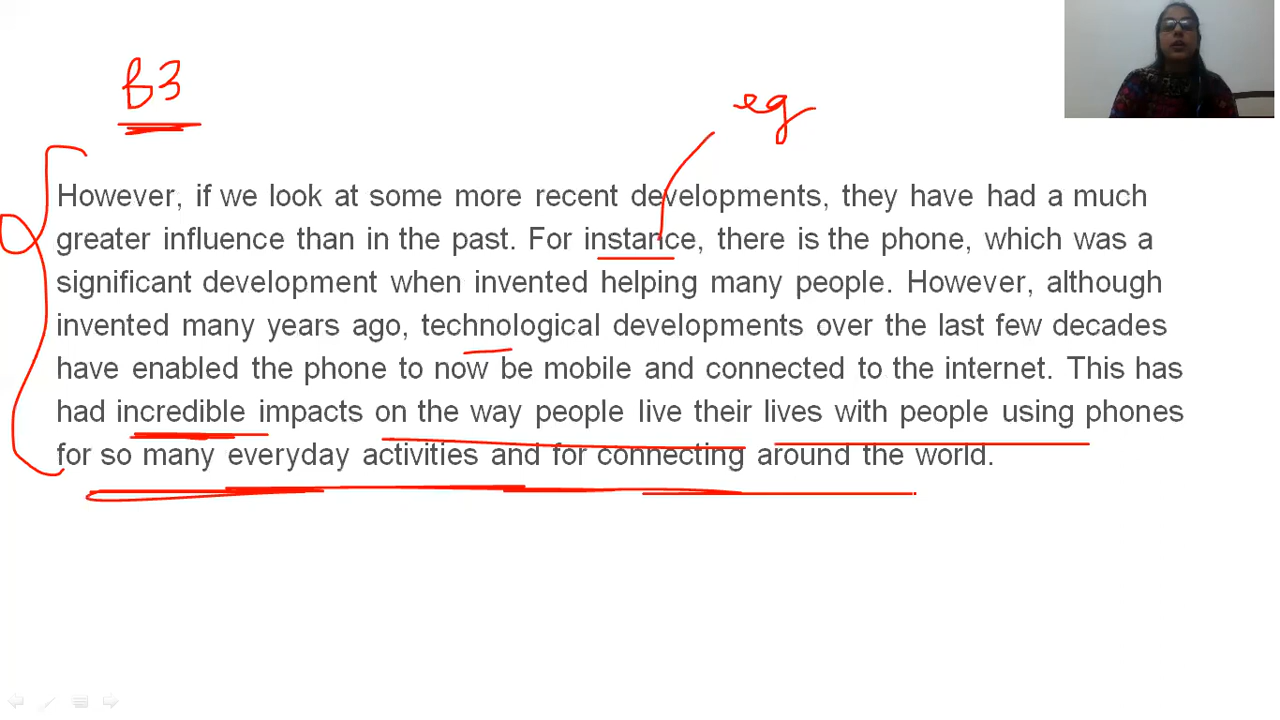 B3
eg
However, if we look at some more recent developments, they have had a much
greater influence than in the past. For instance, there is the phone, which was a
significant development when invented helping many people. However, although
invented many years ago, technological developments over the last few decades
have enabled the phone to now be mobile and connected to the internet. This has
had incredible impacts on the way people live their lives with people using phones
for so many everyday activities and for connecting around the world.